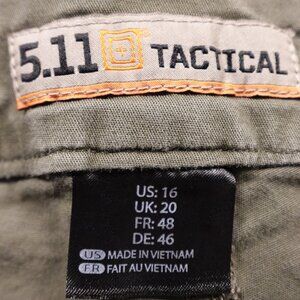 5.11 TACTICAL
US: 16
UK: 20
FR: 48
DE: 46
US MADE IN VIETNAM
FR FAIT AU VIETNAM